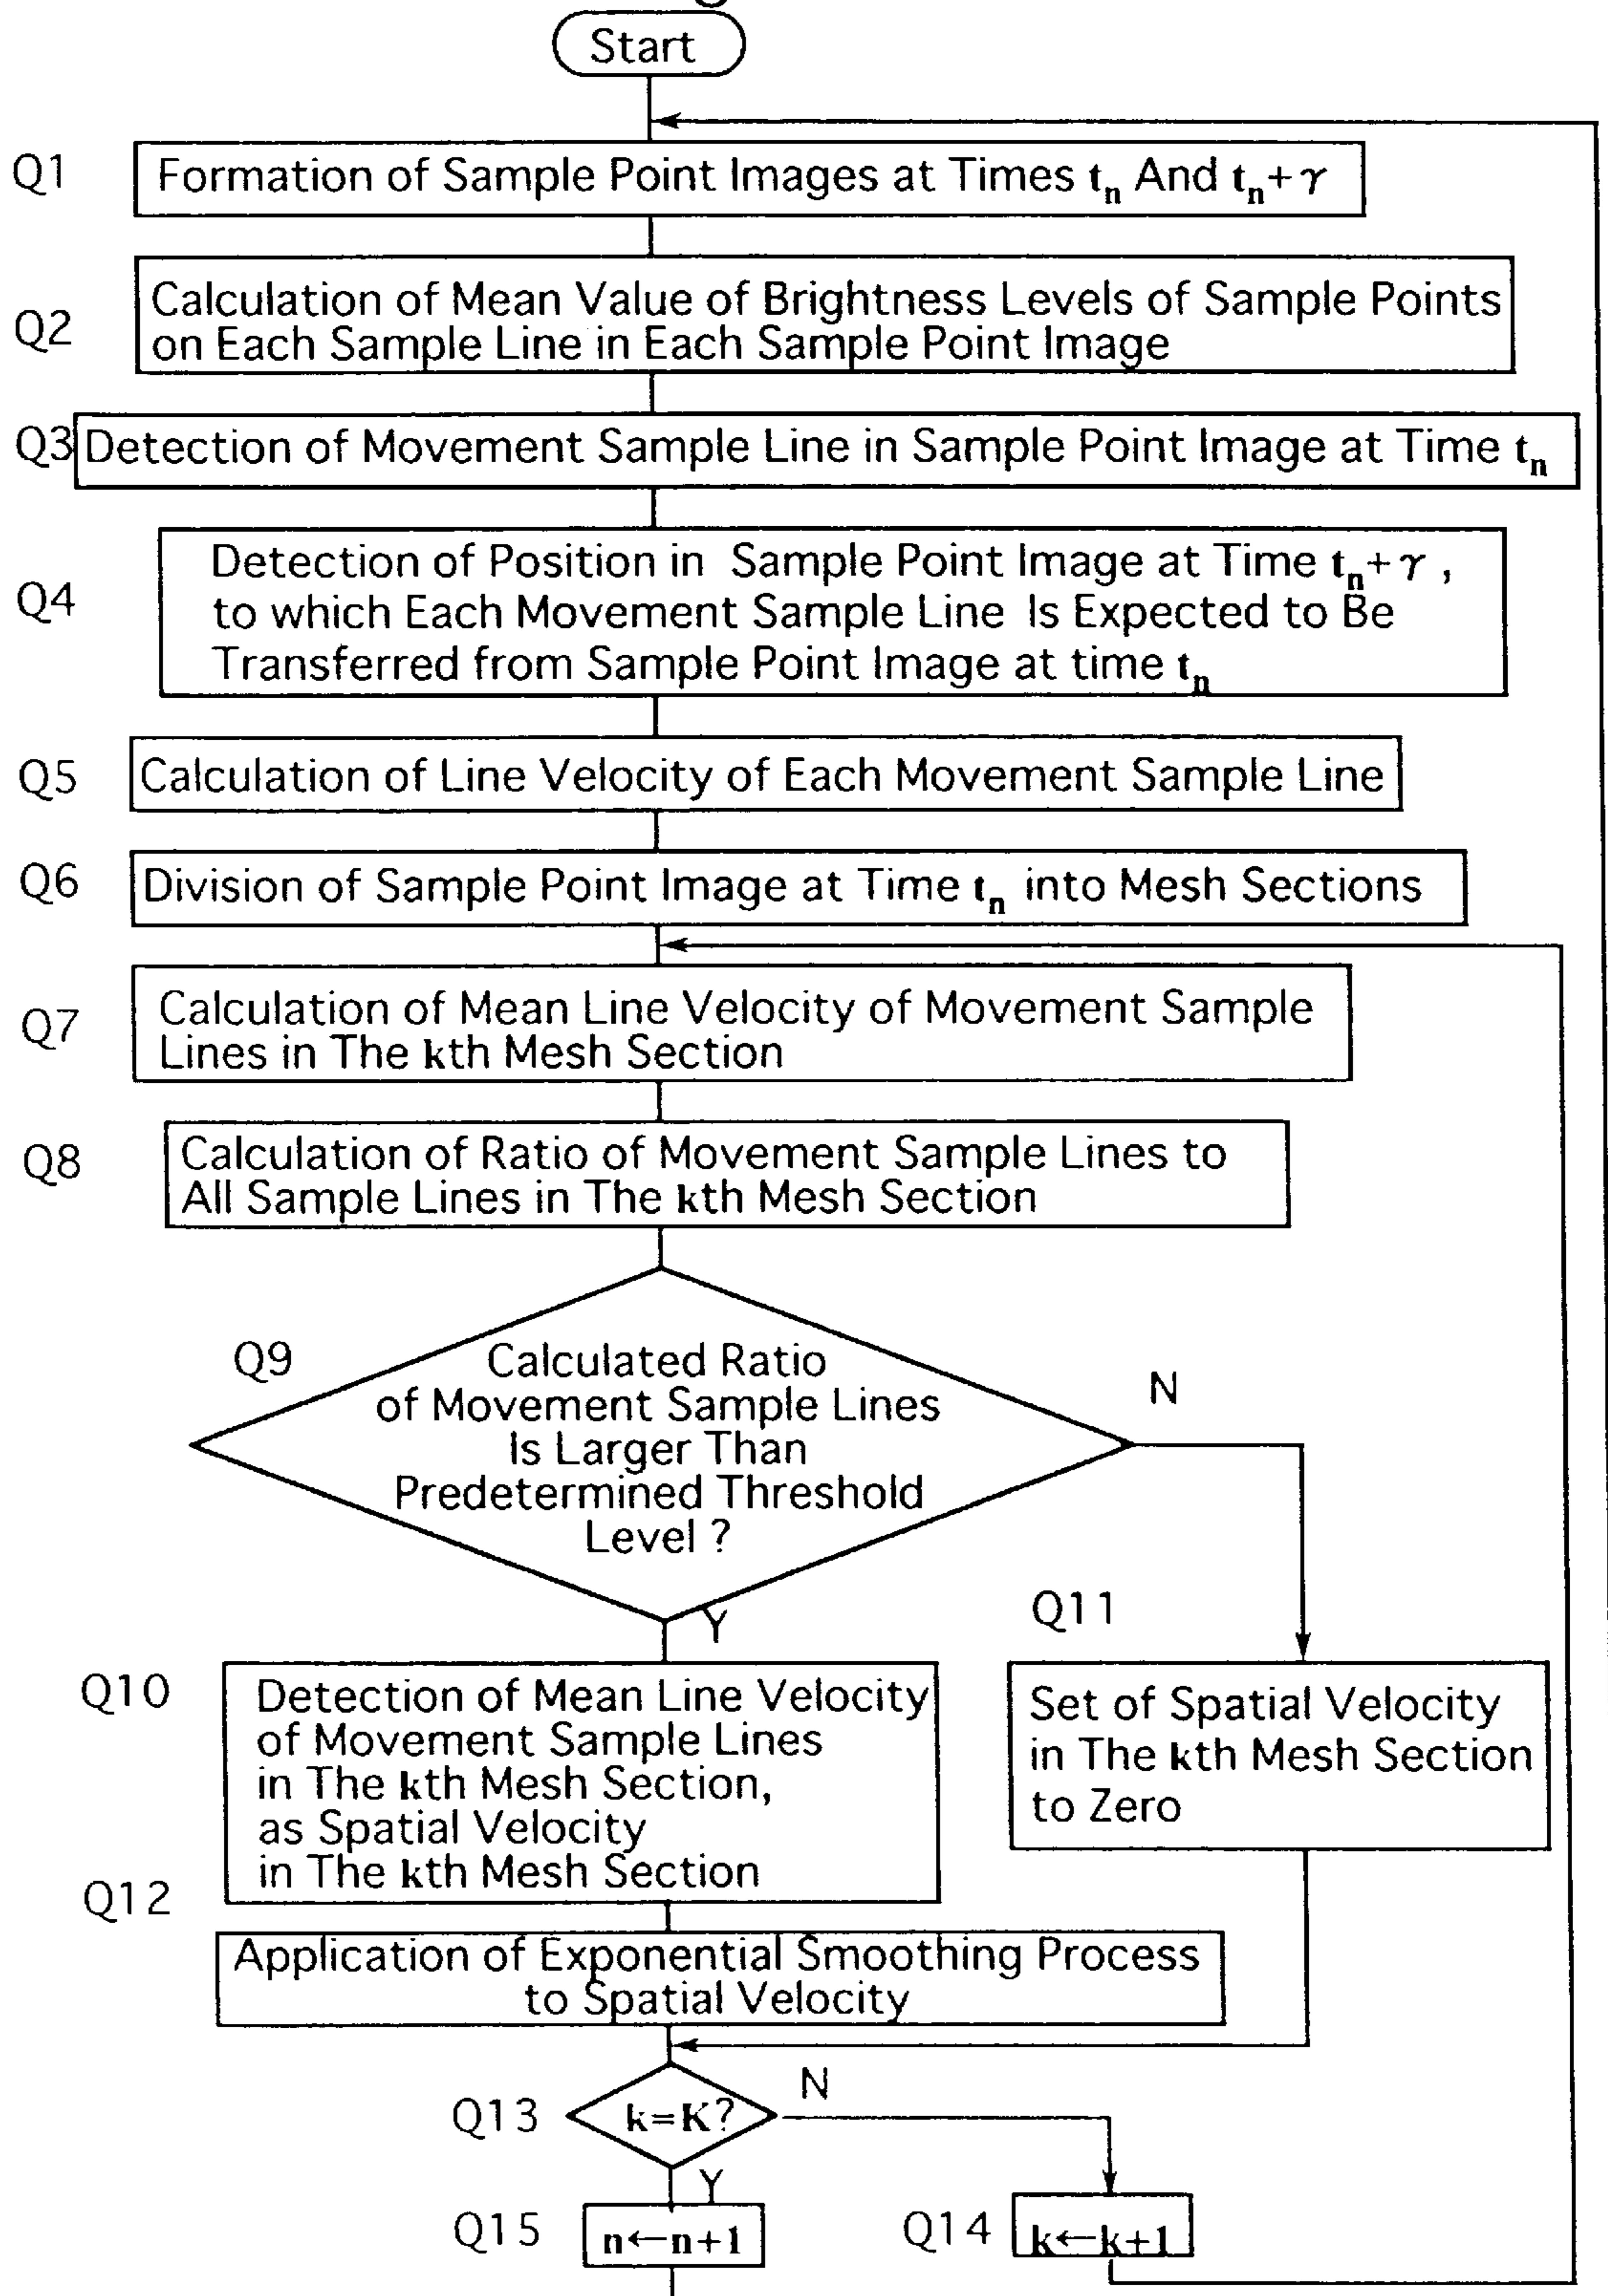 Start
Q1
Formation of Sample Point Images at Times tn And tn+γ
Q2
Calculation of Mean Value of Brightness Levels of Sample Points
on Each Sample Line in Each Sample Point Image
Q3
Detection of Movement Sample Line in Sample Point Image at Time tn
Q4
Detection of Position in Sample Point Image at Time tn+γ ,
to which Each Movement Sample Line Is Expected to Be
Transferred from Sample Point Image at time tn
Q5
Calculation of Line Velocity of Each Movement Sample Line
Q6
Division of Sample Point Image at Time tn into Mesh Sections
Q7
Calculation of Mean Line Velocity of Movement Sample
Lines in The kth Mesh Section
Q8
Calculation of Ratio of Movement Sample Lines to
All Sample Lines in The kth Mesh Section
Q9
Calculated Ratio
of Movement Sample Lines
Is Larger Than
Predetermined Threshold
Level ?
N
Y
Q10
Detection of Mean Line Velocity
of Movement Sample Lines
in The kth Mesh Section,
as Spatial Velocity
in The kth Mesh Section
Q11
Set of Spatial Velocity
in The kth Mesh Section
to Zero
Q12
Application of Exponential Smoothing Process
to Spatial Velocity
Q13
k=K?
N
Y
Q15
n←n+1
Q14
k←k+1